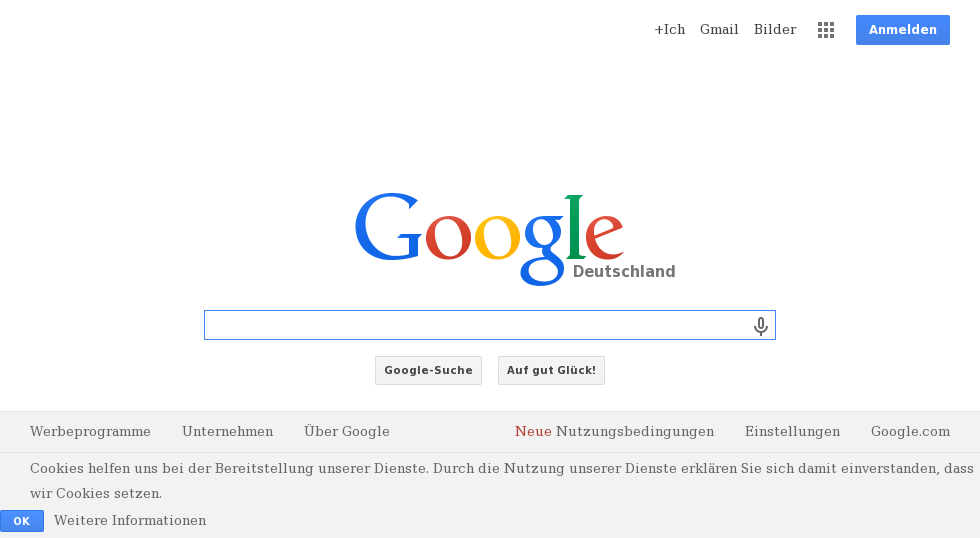 +Ich Gmail Bilder Anmelden
Google
Deutschland
Google-Suche Auf gut Glück!
Werbeprogramme Unternehmen Über Google Neue Nutzungsbedingungen Einstellungen Google.com
Cookies helfen uns bei der Bereitstellung unserer Dienste. Durch die Nutzung unserer Dienste erklären Sie sich damit einverstanden, dass
wir Cookies setzen.
OK Weitere Informationen